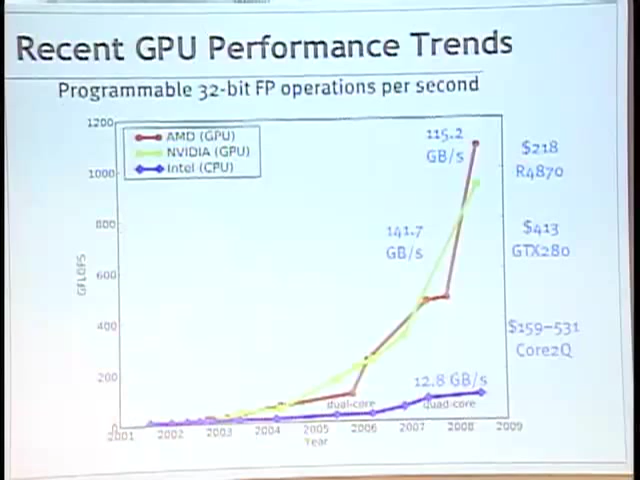 Recent GPU Performance Trends
Programmable 32-bit FP operations per second
1200
1000
800
600
400
200
0
GFLOPS
AMD (GPU)
NVIDIA (GPU)
Intel (CPU)
115.2
GB/s
141.7
GB/s
12.8 GB/s
dual-core
quad-core
$218
R4870
$413
GTX280
$159–531
Core2Q
2001
2002
2003
2004
2005
2006
2007
2008
2009
Year